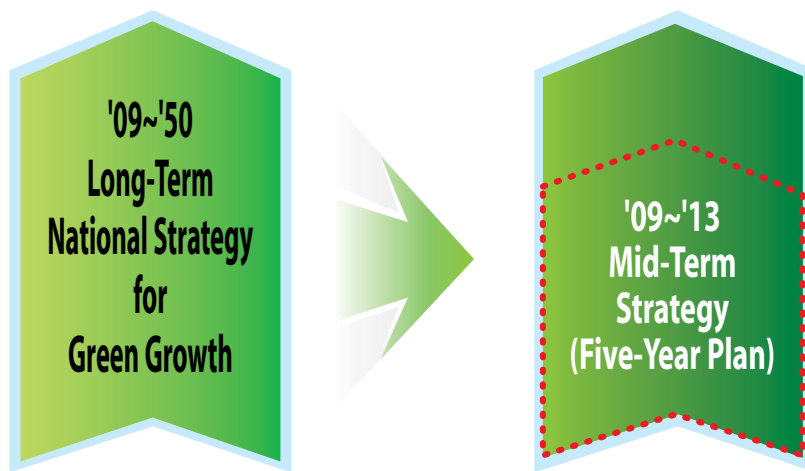 '09~'50
Long-Term
National Strategy
for
Green Growth
'09~'13
Mid-Term
Strategy
(Five-Year Plan)